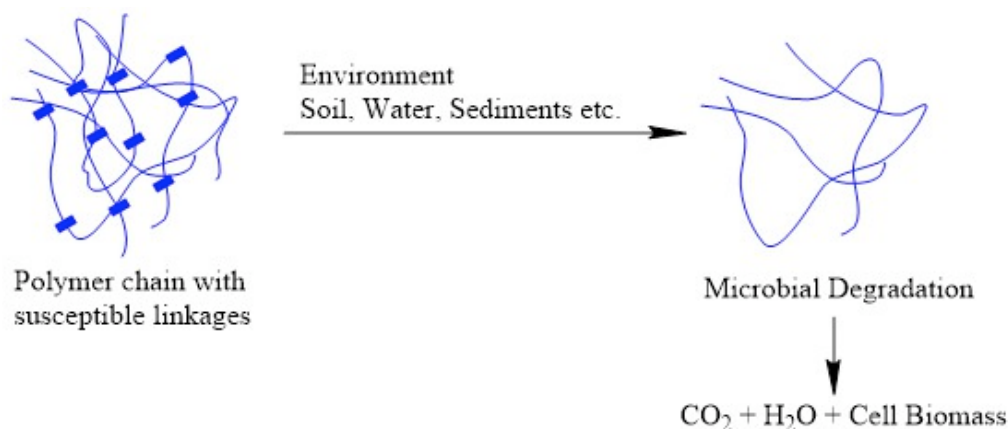 Environment
Soil, Water, Sediments etc.
Polymer chain with
susceptible linkages
Microbial Degradation
CO₂ + H₂O + Cell Biomass